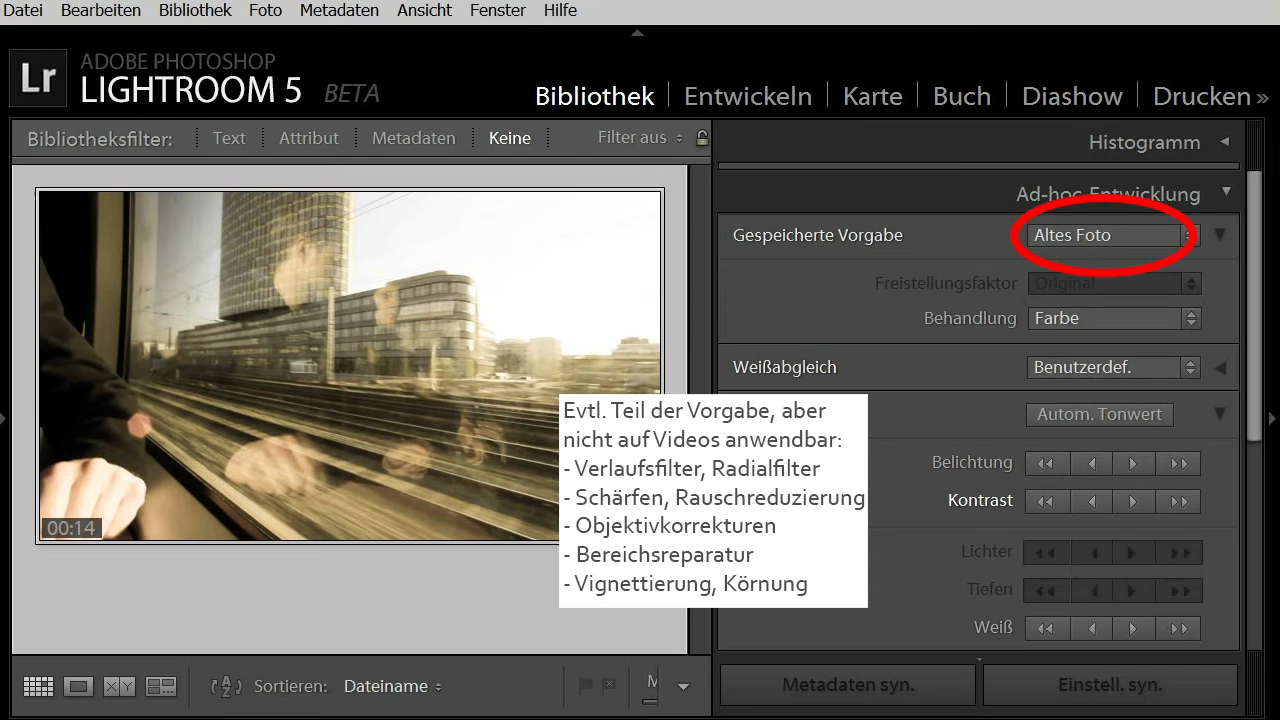 Datei Bearbeiten Bibliothek Foto Metadaten Ansicht Fenster Hilfe
Lr
ADOBE PHOTOSHOP
LIGHTROOM 5 BETA
Bibliothek Entwickeln Karte Buch Diashow Drucken »
Bibliotheksfilter: Text Attribut Metadaten Keine Filter aus
Histogramm
Ad-hoc-Entwicklung
Gespeicherte Vorgabe Altes Foto
Freistellungsfaktor Original
Behandlung Farbe
Weißabgleich Benutzerdef.
Autom. Tonwert
Belichtung
Kontrast
Lichter
Tiefen
Weiß
Evtl. Teil der Vorgabe, aber
nicht auf Videos anwendbar:
- Verlaufsfilter, Radialfilter
- Schärfen, Rauschreduzierung
- Objektivkorrekturen
- Bereichsreparatur
- Vignettierung, Körnung
00:14
XY
Sortieren: Dateiname
Metadaten syn. Einstell. syn.